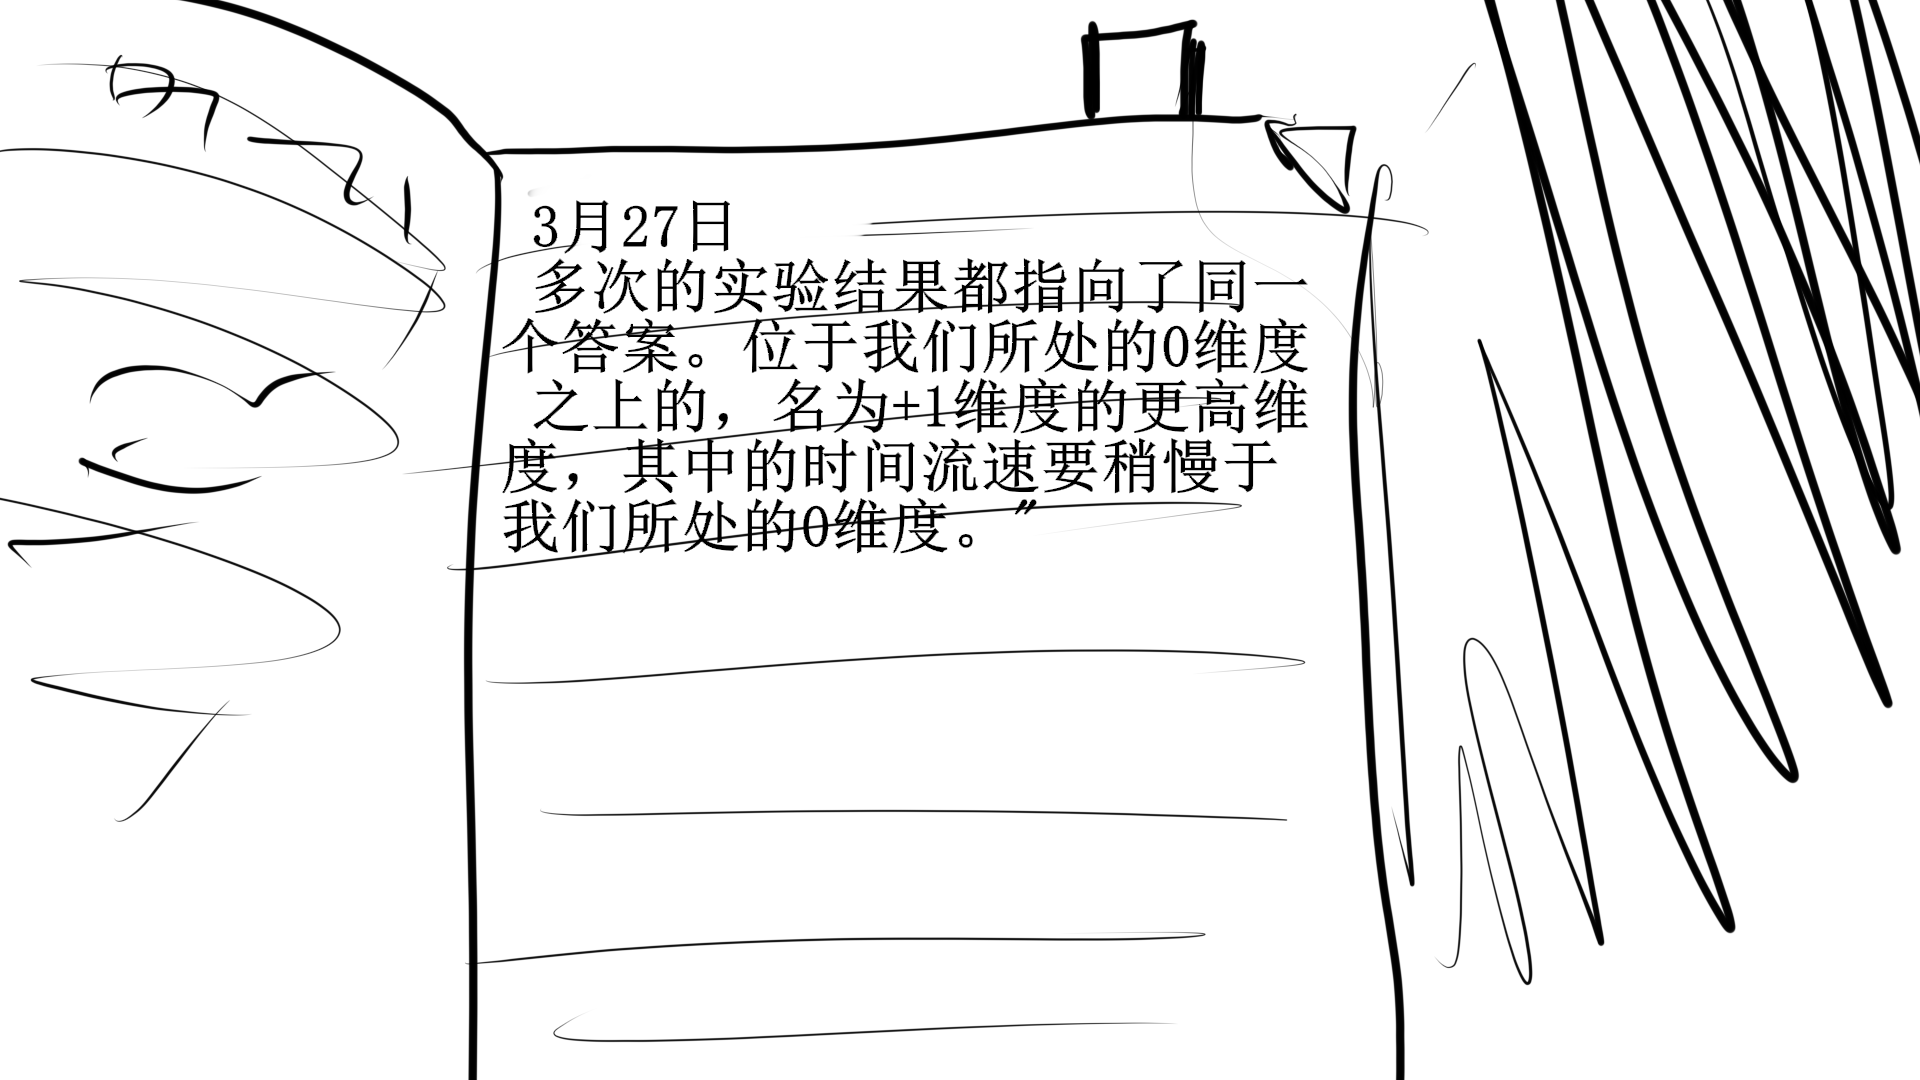 3月27日
多次的实验结果都指向了同一
个答案。位于我们所处的0维度
之上的，名为+1维度的更高维
度，其中的时间流速要稍慢于
我们所处的0维度。”